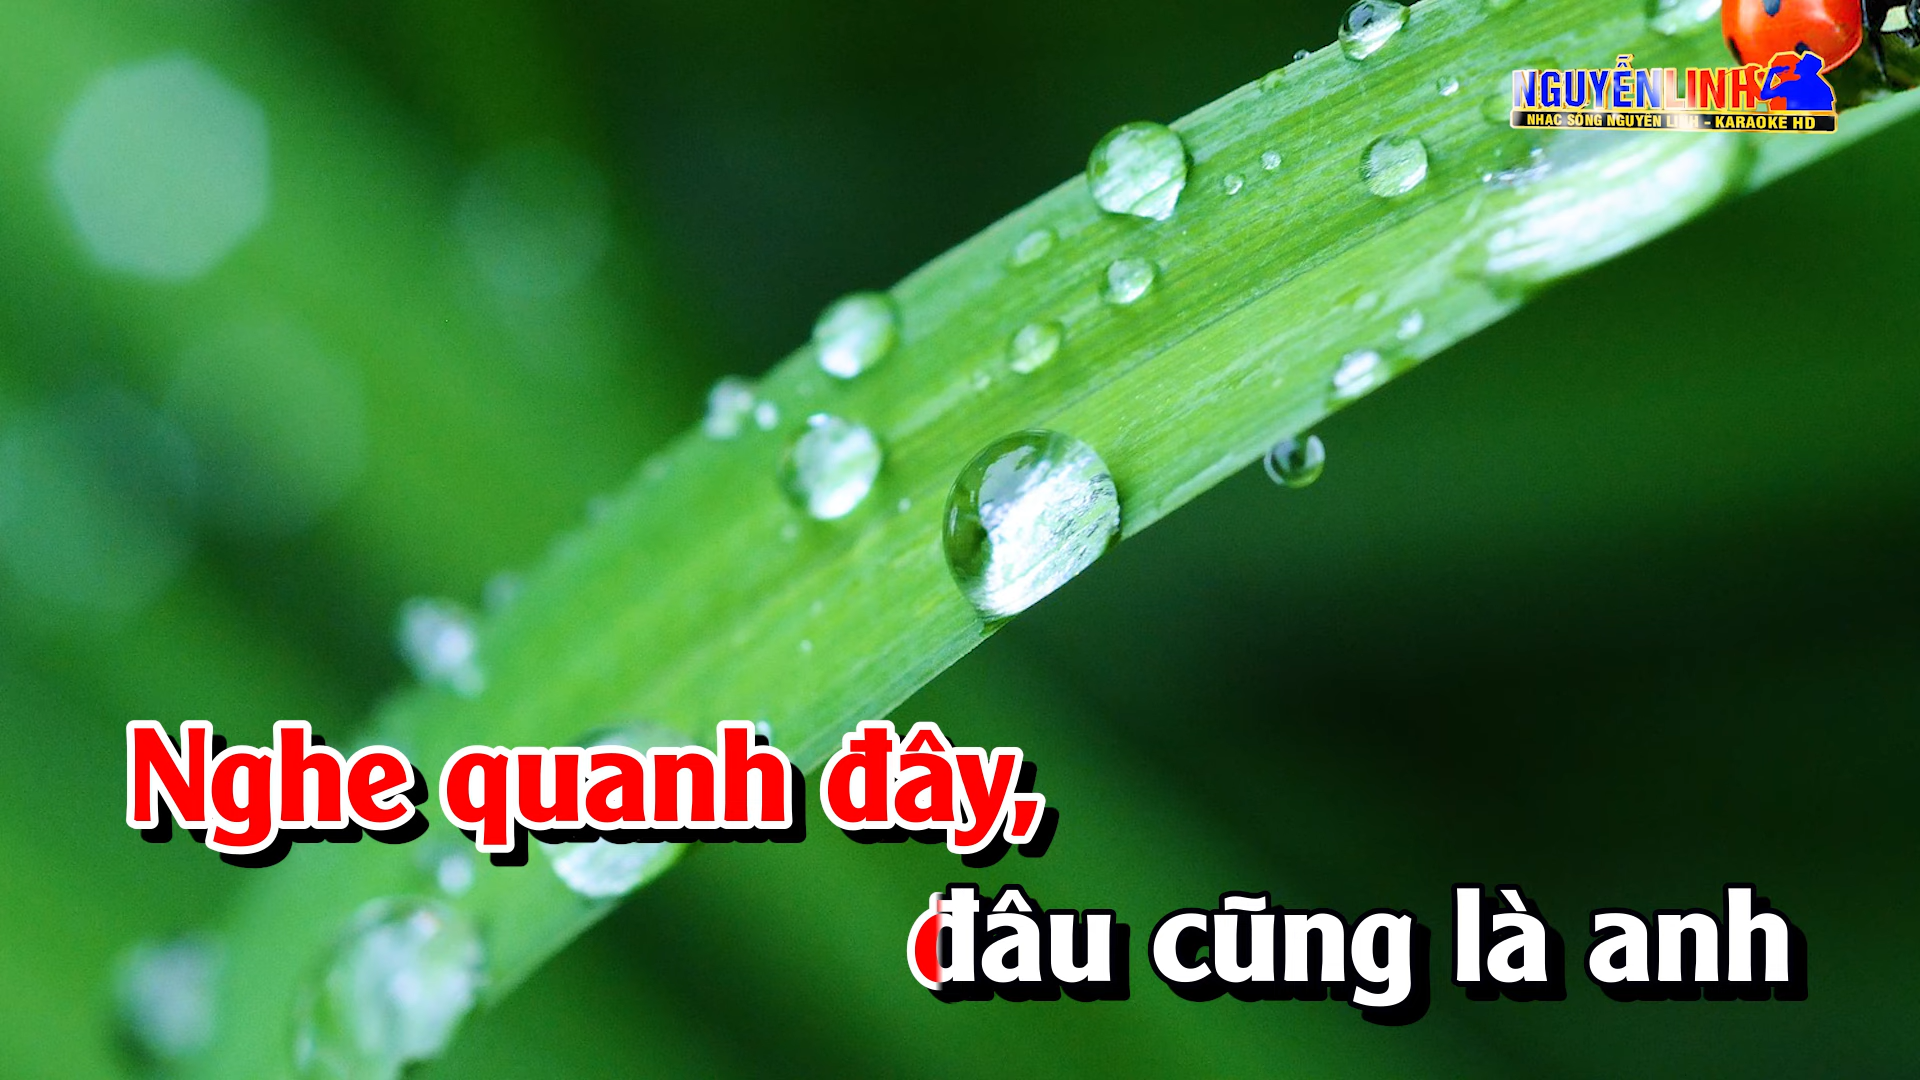 NGUYỄN LINH
NHẠC SỐNG NGUYỄN LINH - KARAOKE HD
Nghe quanh đây,
đâu cũng là anh